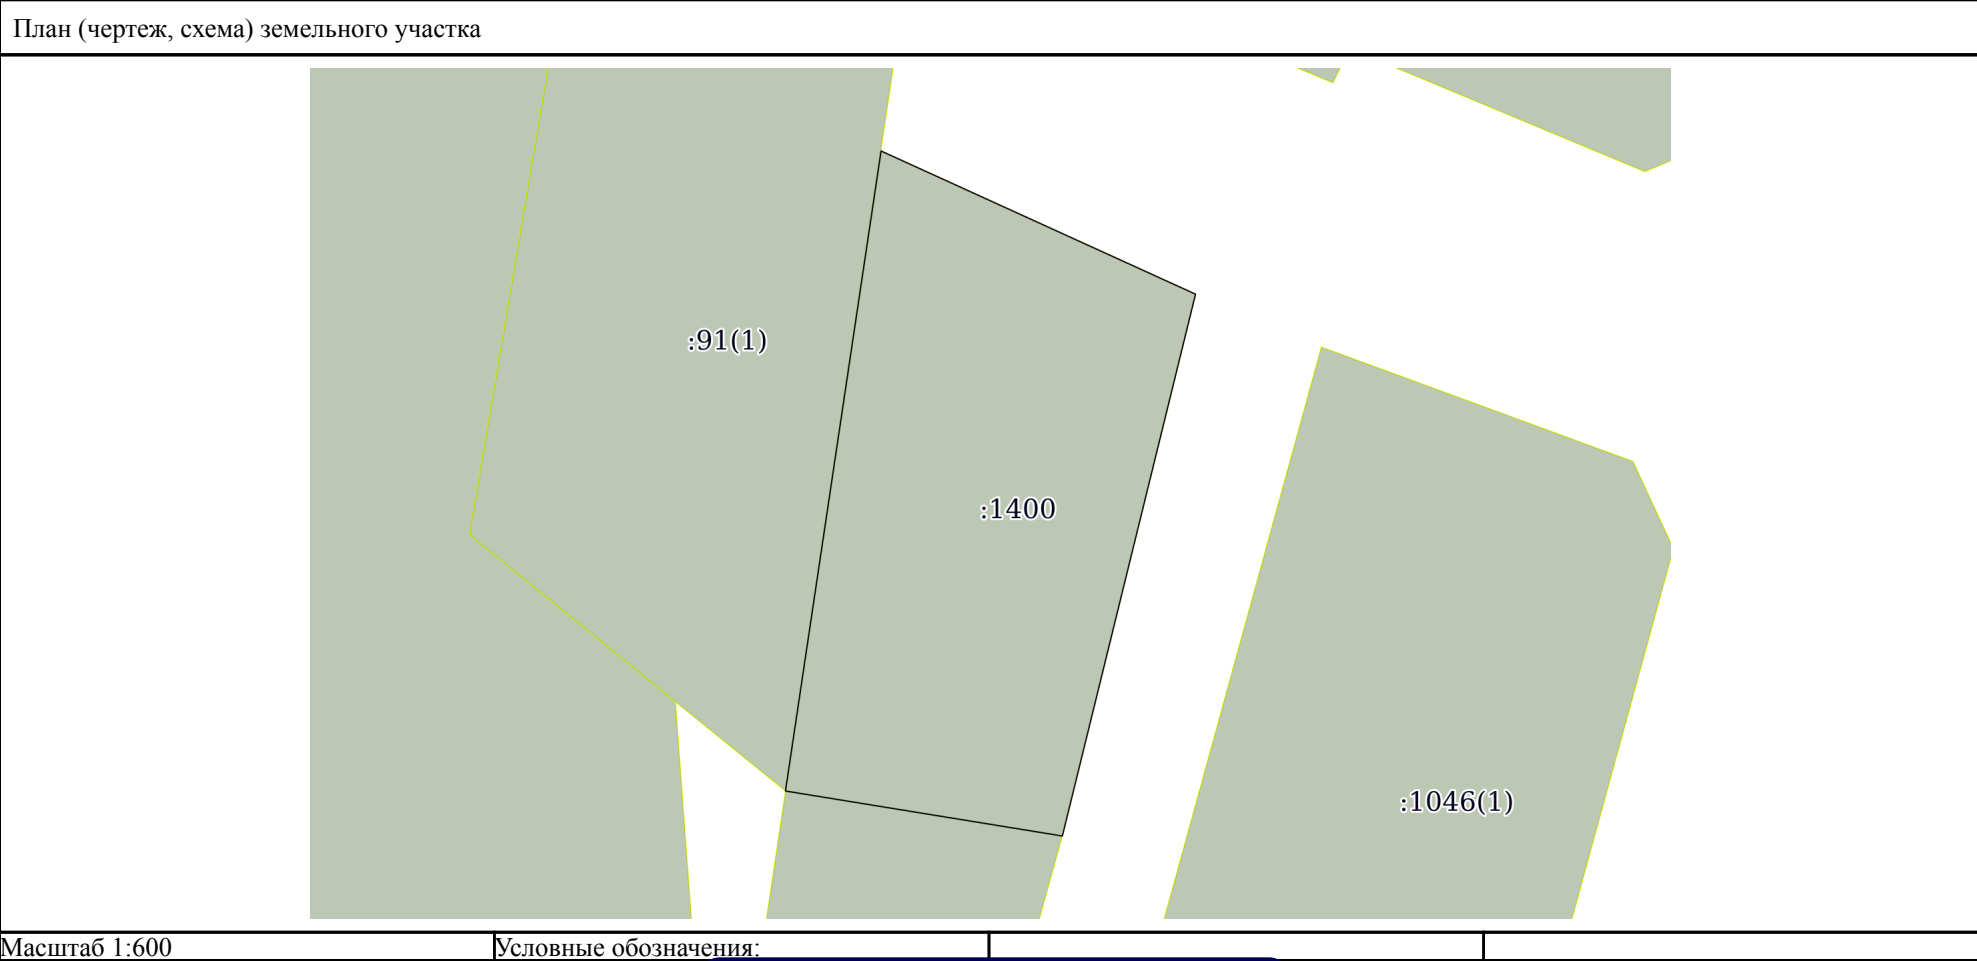 План (чертеж, схема) земельного участка
:91(1)
:1400
:1046(1)
Масштаб 1:600
Условные обозначения: